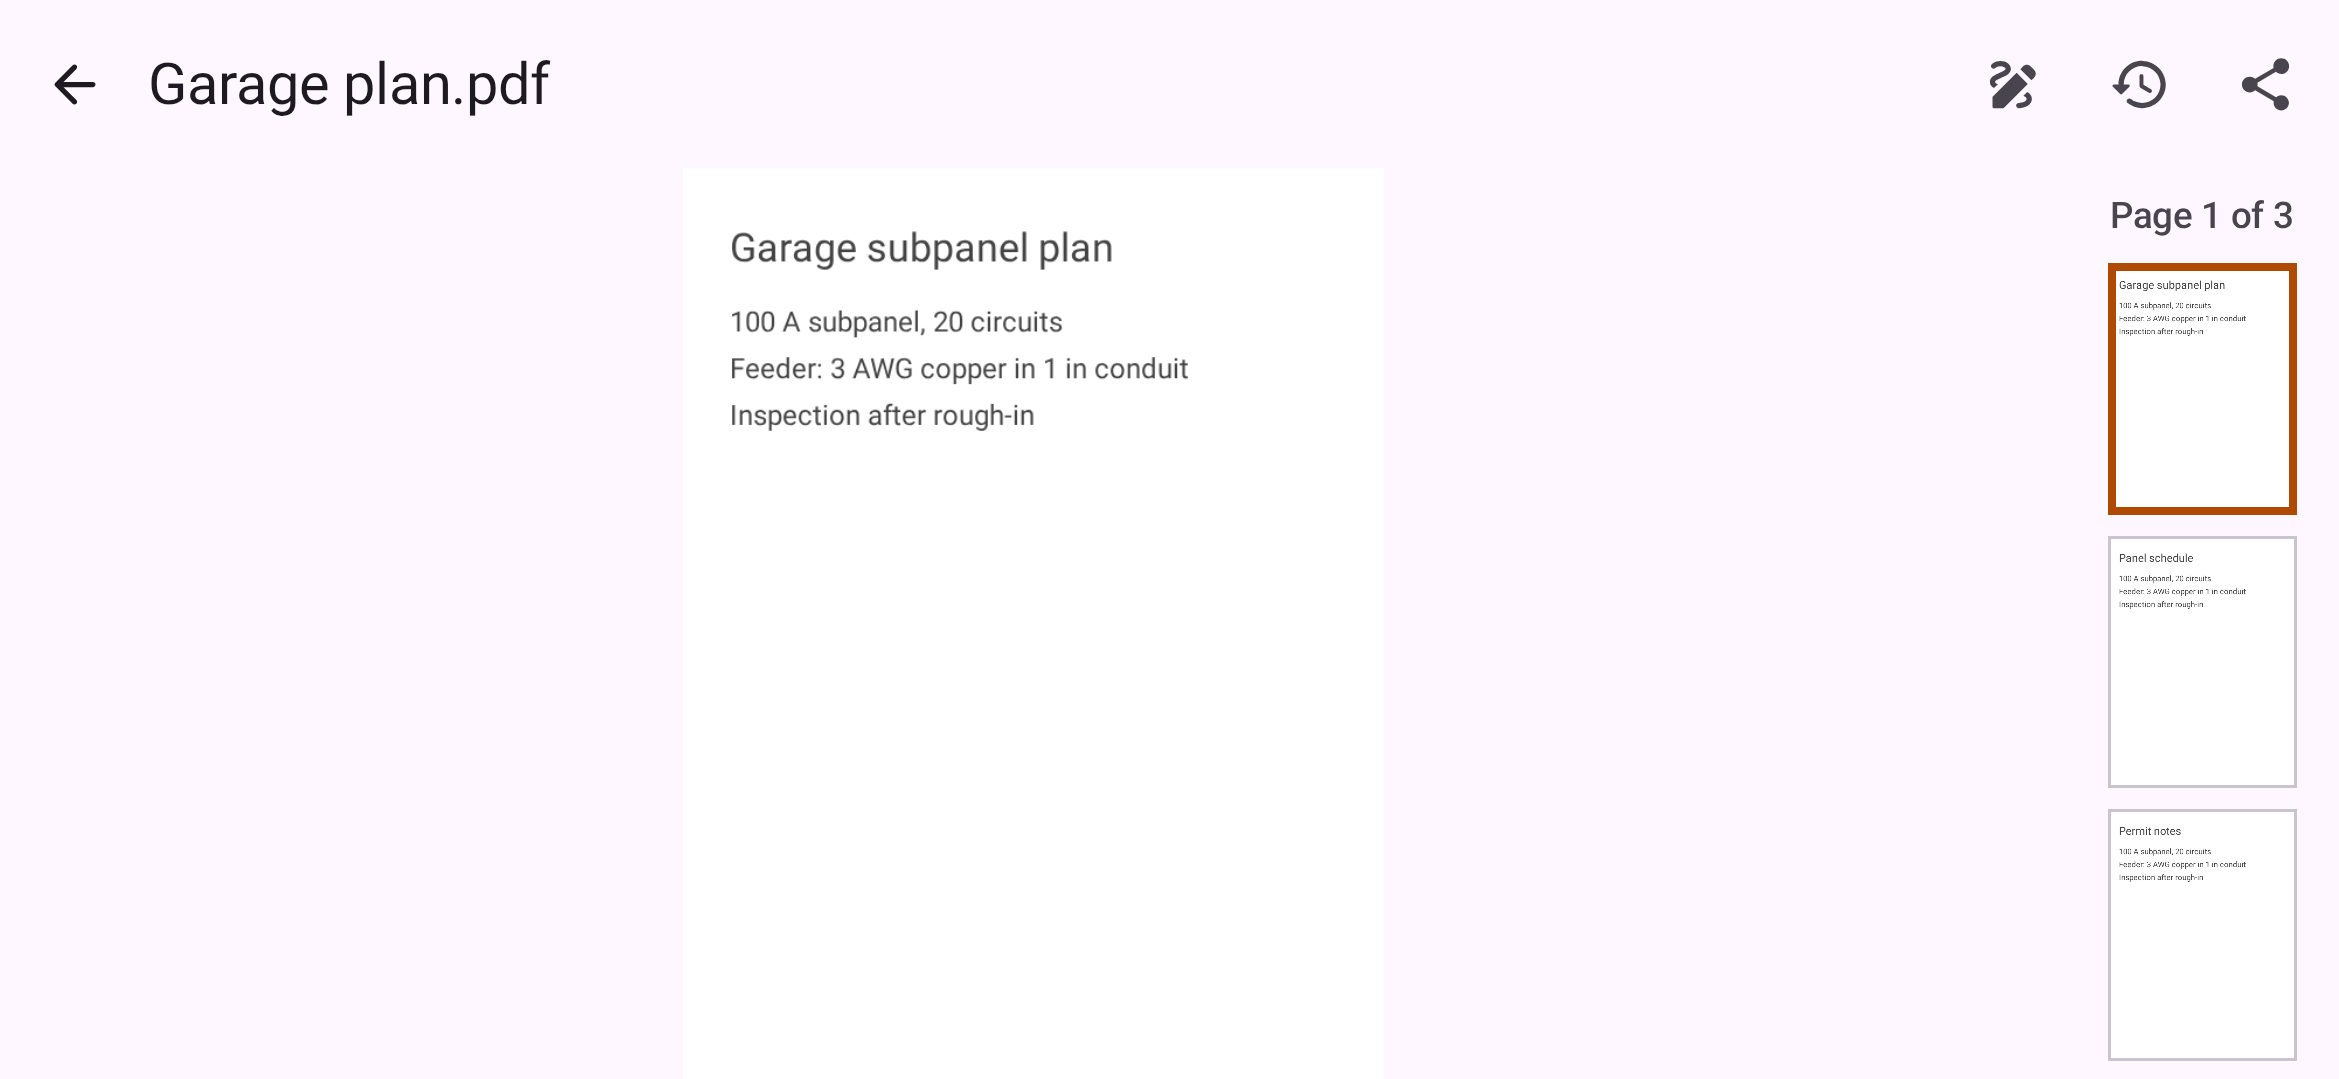 Garage plan.pdf
Garage subpanel plan
100 A subpanel, 20 circuits
Feeder: 3 AWG copper in 1 in conduit
Inspection after rough-in
Page 1 of 3
Garage subpanel plan
100 A subpanel, 20 circuits
Feeder: 3 AWG copper in 1 in conduit
Inspection after rough-in
Panel schedule
100 A subpanel, 20 circuits
Feeder: 3 AWG copper in 1 in conduit
Inspection after rough-in
Permit notes
100 A subpanel, 20 circuits
Feeder: 3 AWG copper in 1 in conduit
Inspection after rough-in